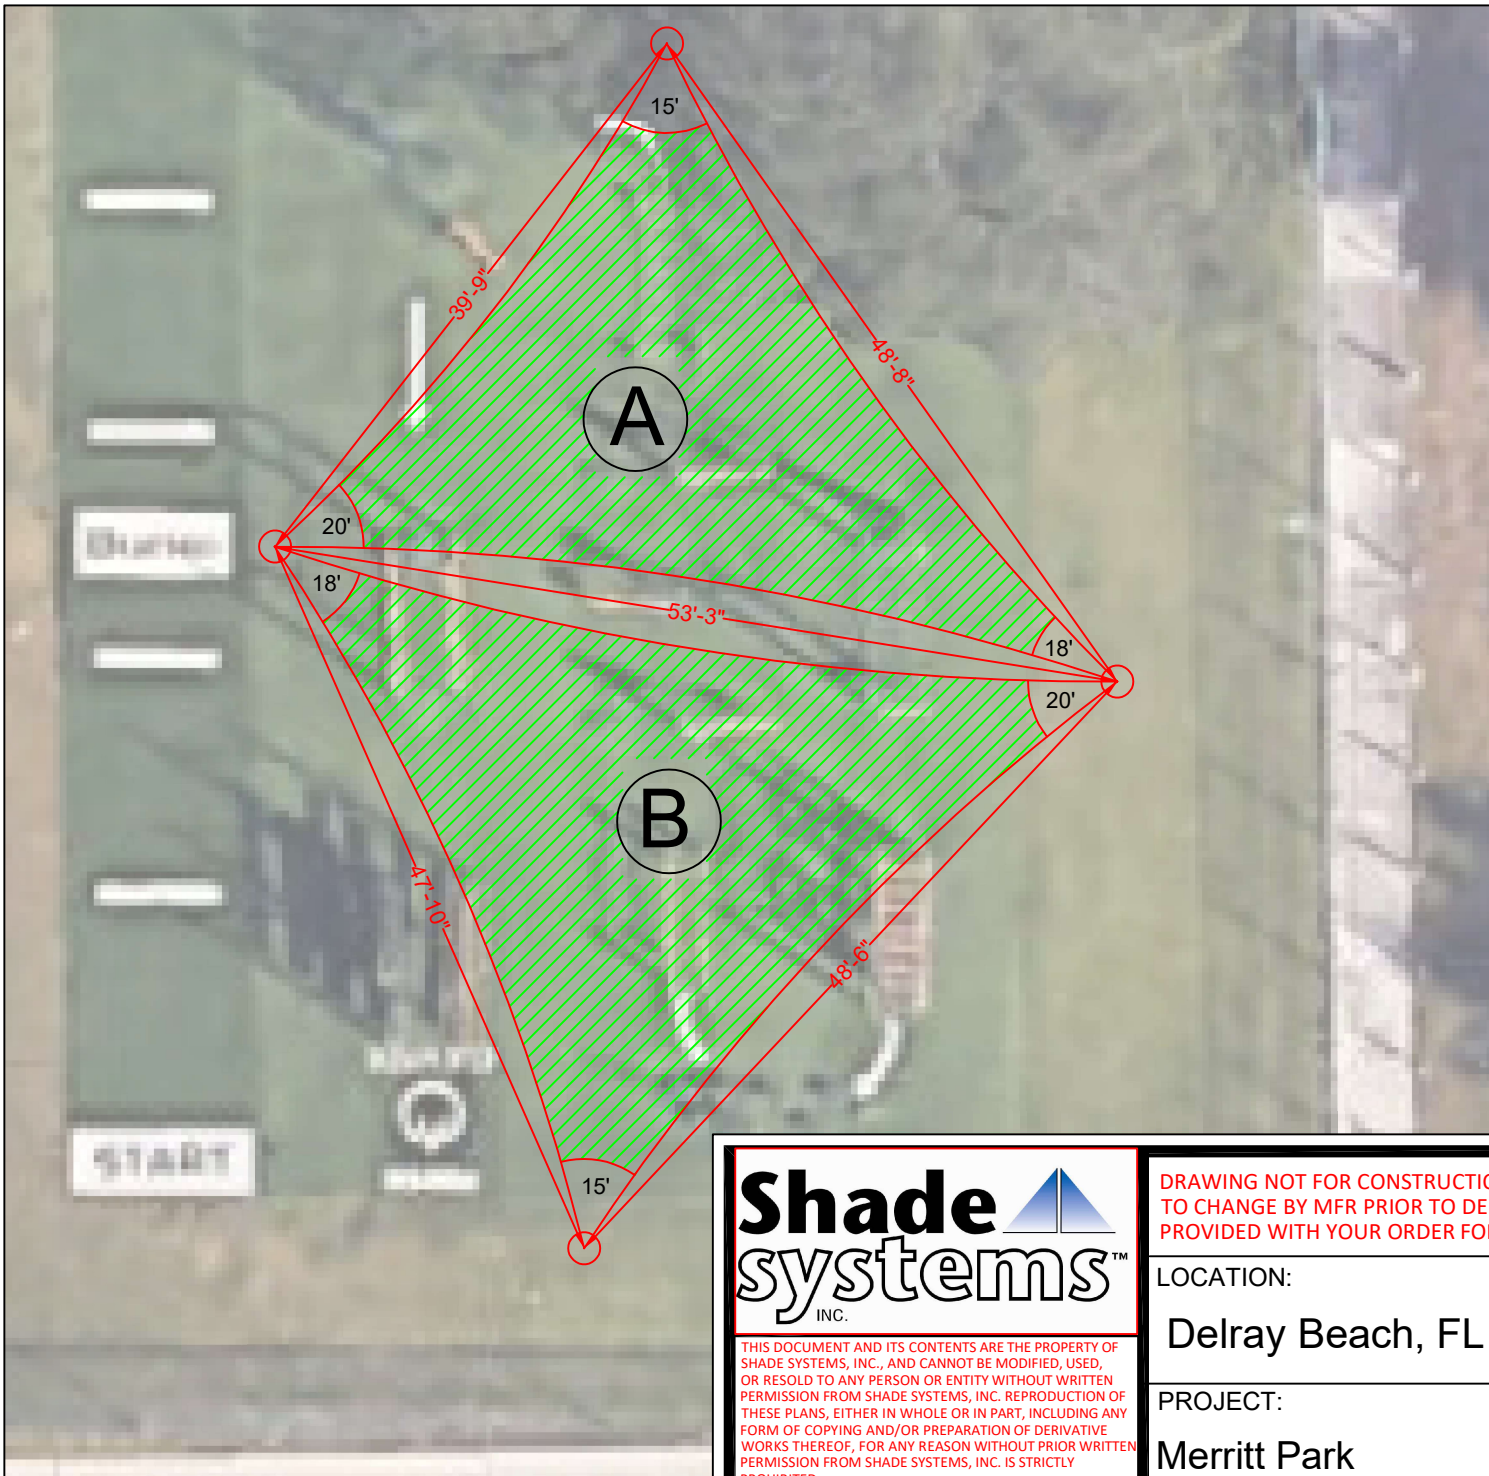 15'
39'-9"
48'-8"
A
20'
18'
53'-3"
18'
20'
B
47'-10"
48'-6"
START
15'
Shade
systems™
INC.
DRAWING NOT FOR
TO CHANGE BY MFR PRIOR TO
PROVIDED WITH YOUR ORDER
LOCATION:
Delray Beach, FL
THIS DOCUMENT AND ITS CONTENTS ARE THE PROPERTY OF
SHADE SYSTEMS, INC., AND CANNOT BE MODIFIED, USED,
OR RESOLD TO ANY PERSON OR ENTITY WITHOUT WRITTEN
PERMISSION FROM SHADE SYSTEMS, INC. REPRODUCTION OF
THESE PLANS, EITHER IN WHOLE OR IN PART, INCLUDING ANY
FORM OF COPYING AND/OR PREPARATION OF DERIVATIVE
WORKS THEREOF, FOR ANY REASON WITHOUT PRIOR WRITTEN
PERMISSION FROM SHADE SYSTEMS, INC. IS STRICTLY
PROJECT:
Merritt Park